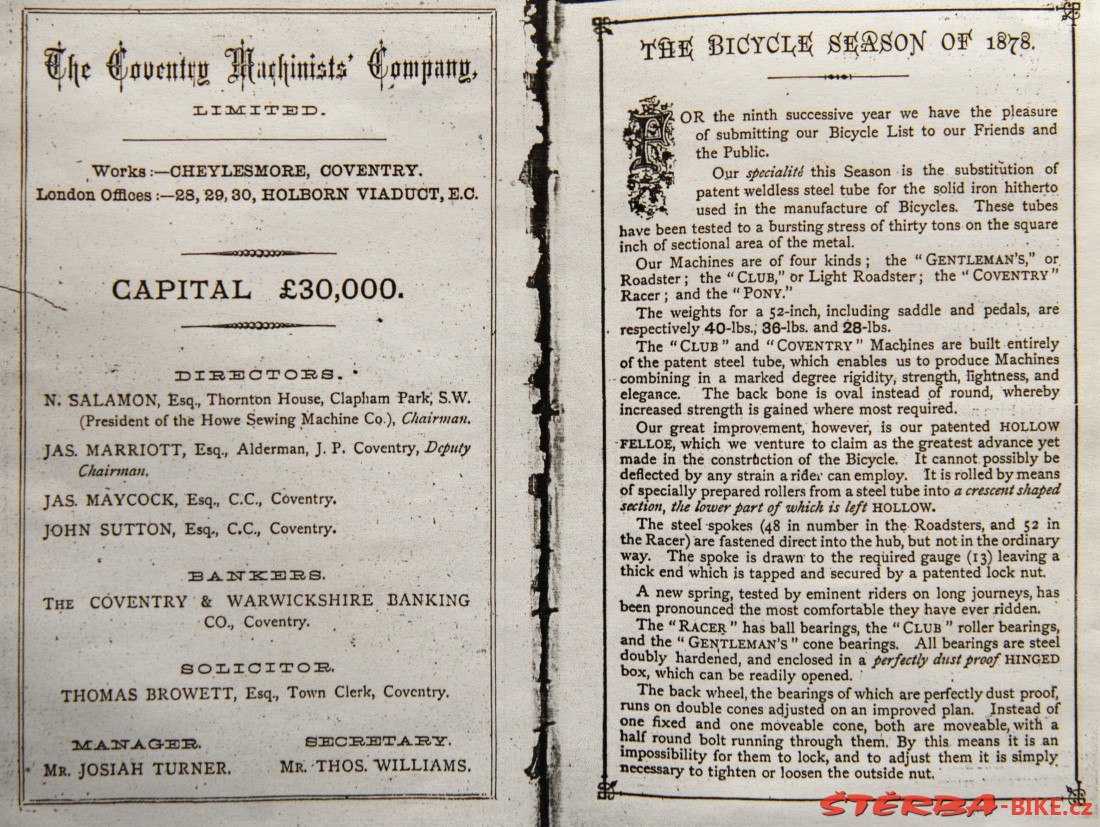 The Coventry Machinists' Company,
LIMITED.
Works:—CHEYLESMORE, COVENTRY.
London Offices:—28, 29, 30, HOLBORN VIADUCT, E.C.
CAPITAL £30,000.
DIRECTORS.
N. SALAMON, Esq., Thornton House, Clapham Park, S.W.
(President of the Howe Sewing Machine Co.), Chairman.
JAS. MARRIOTT, Esq., Alderman, J. P. Coventry, Deputy
Chairman.
JAS. MAYCOCK, Esq., C.C., Coventry.
JOHN SUTTON, Esq., C.C., Coventry.
BANKERS.
THE COVENTRY & WARWICKSHIRE BANKING
CO., Coventry.
SOLICITOR.
THOMAS BROWETT, Esq., Town Clerk, Coventry.
MANAGER.
MR. JOSIAH TURNER.
SECRETARY.
MR. THOS. WILLIAMS.
THE BICYCLE SEASON OF 1878.
FOR the ninth successive year we have the pleasure
of submitting our Bicycle List to our Friends and
the Public.
Our specialité this Season is the substitution of
patent weldless steel tube for the solid iron hitherto
used in the manufacture of Bicycles. These tubes
have been tested to a bursting stress of thirty tons on the square
inch of sectional area of the metal.
Our Machines are of four kinds; the "GENTLEMAN'S," or
Roadster; the "CLUB," or Light Roadster; the "COVENTRY"
Racer; and the "PONY."
The weights for a 52-inch, including saddle and pedals, are
respectively 40-lbs., 36-lbs. and 28-lbs.
The "CLUB" and "COVENTRY" Machines are built entirely
of the patent steel tube, which enables us to produce Machines
combining in a marked degree rigidity, strength, lightness, and
elegance. The back bone is oval instead of round, whereby
increased strength is gained where most required.
Our great improvement, however, is our patented HOLLOW
FELLOE, which we venture to claim as the greatest advance yet
made in the construction of the Bicycle. It cannot possibly be
deflected by any strain a rider can employ. It is rolled by means
of specially prepared rollers from a steel tube into a crescent shaped
section, the lower part of which is left HOLLOW.
The steel spokes (48 in number in the Roadsters, and 52 in
the Racer) are fastened direct into the hub, but not in the ordinary
way. The spoke is drawn to the required gauge (13) leaving a
thick end which is tapped and secured by a patented lock nut.
A new spring, tested by eminent riders on long journeys, has
been pronounced the most comfortable they have ever ridden.
The "RACER" has ball bearings, the "CLUB" roller bearings,
and the "GENTLEMAN'S" cone bearings. All bearings are steel
doubly hardened, and enclosed in a perfectly dust proof HINGED
box, which can be readily opened.
The back wheel, the bearings of which are perfectly dust proof,
runs on double cones adjusted on an improved plan. Instead of
one fixed and one moveable cone, both are moveable, with a
half round bolt running through them. By this means it is an
impossibility for them to lock, and to adjust them it is simply
necessary to tighten or loosen the outside nut.
ŠTĚRBA-BIKE.cz